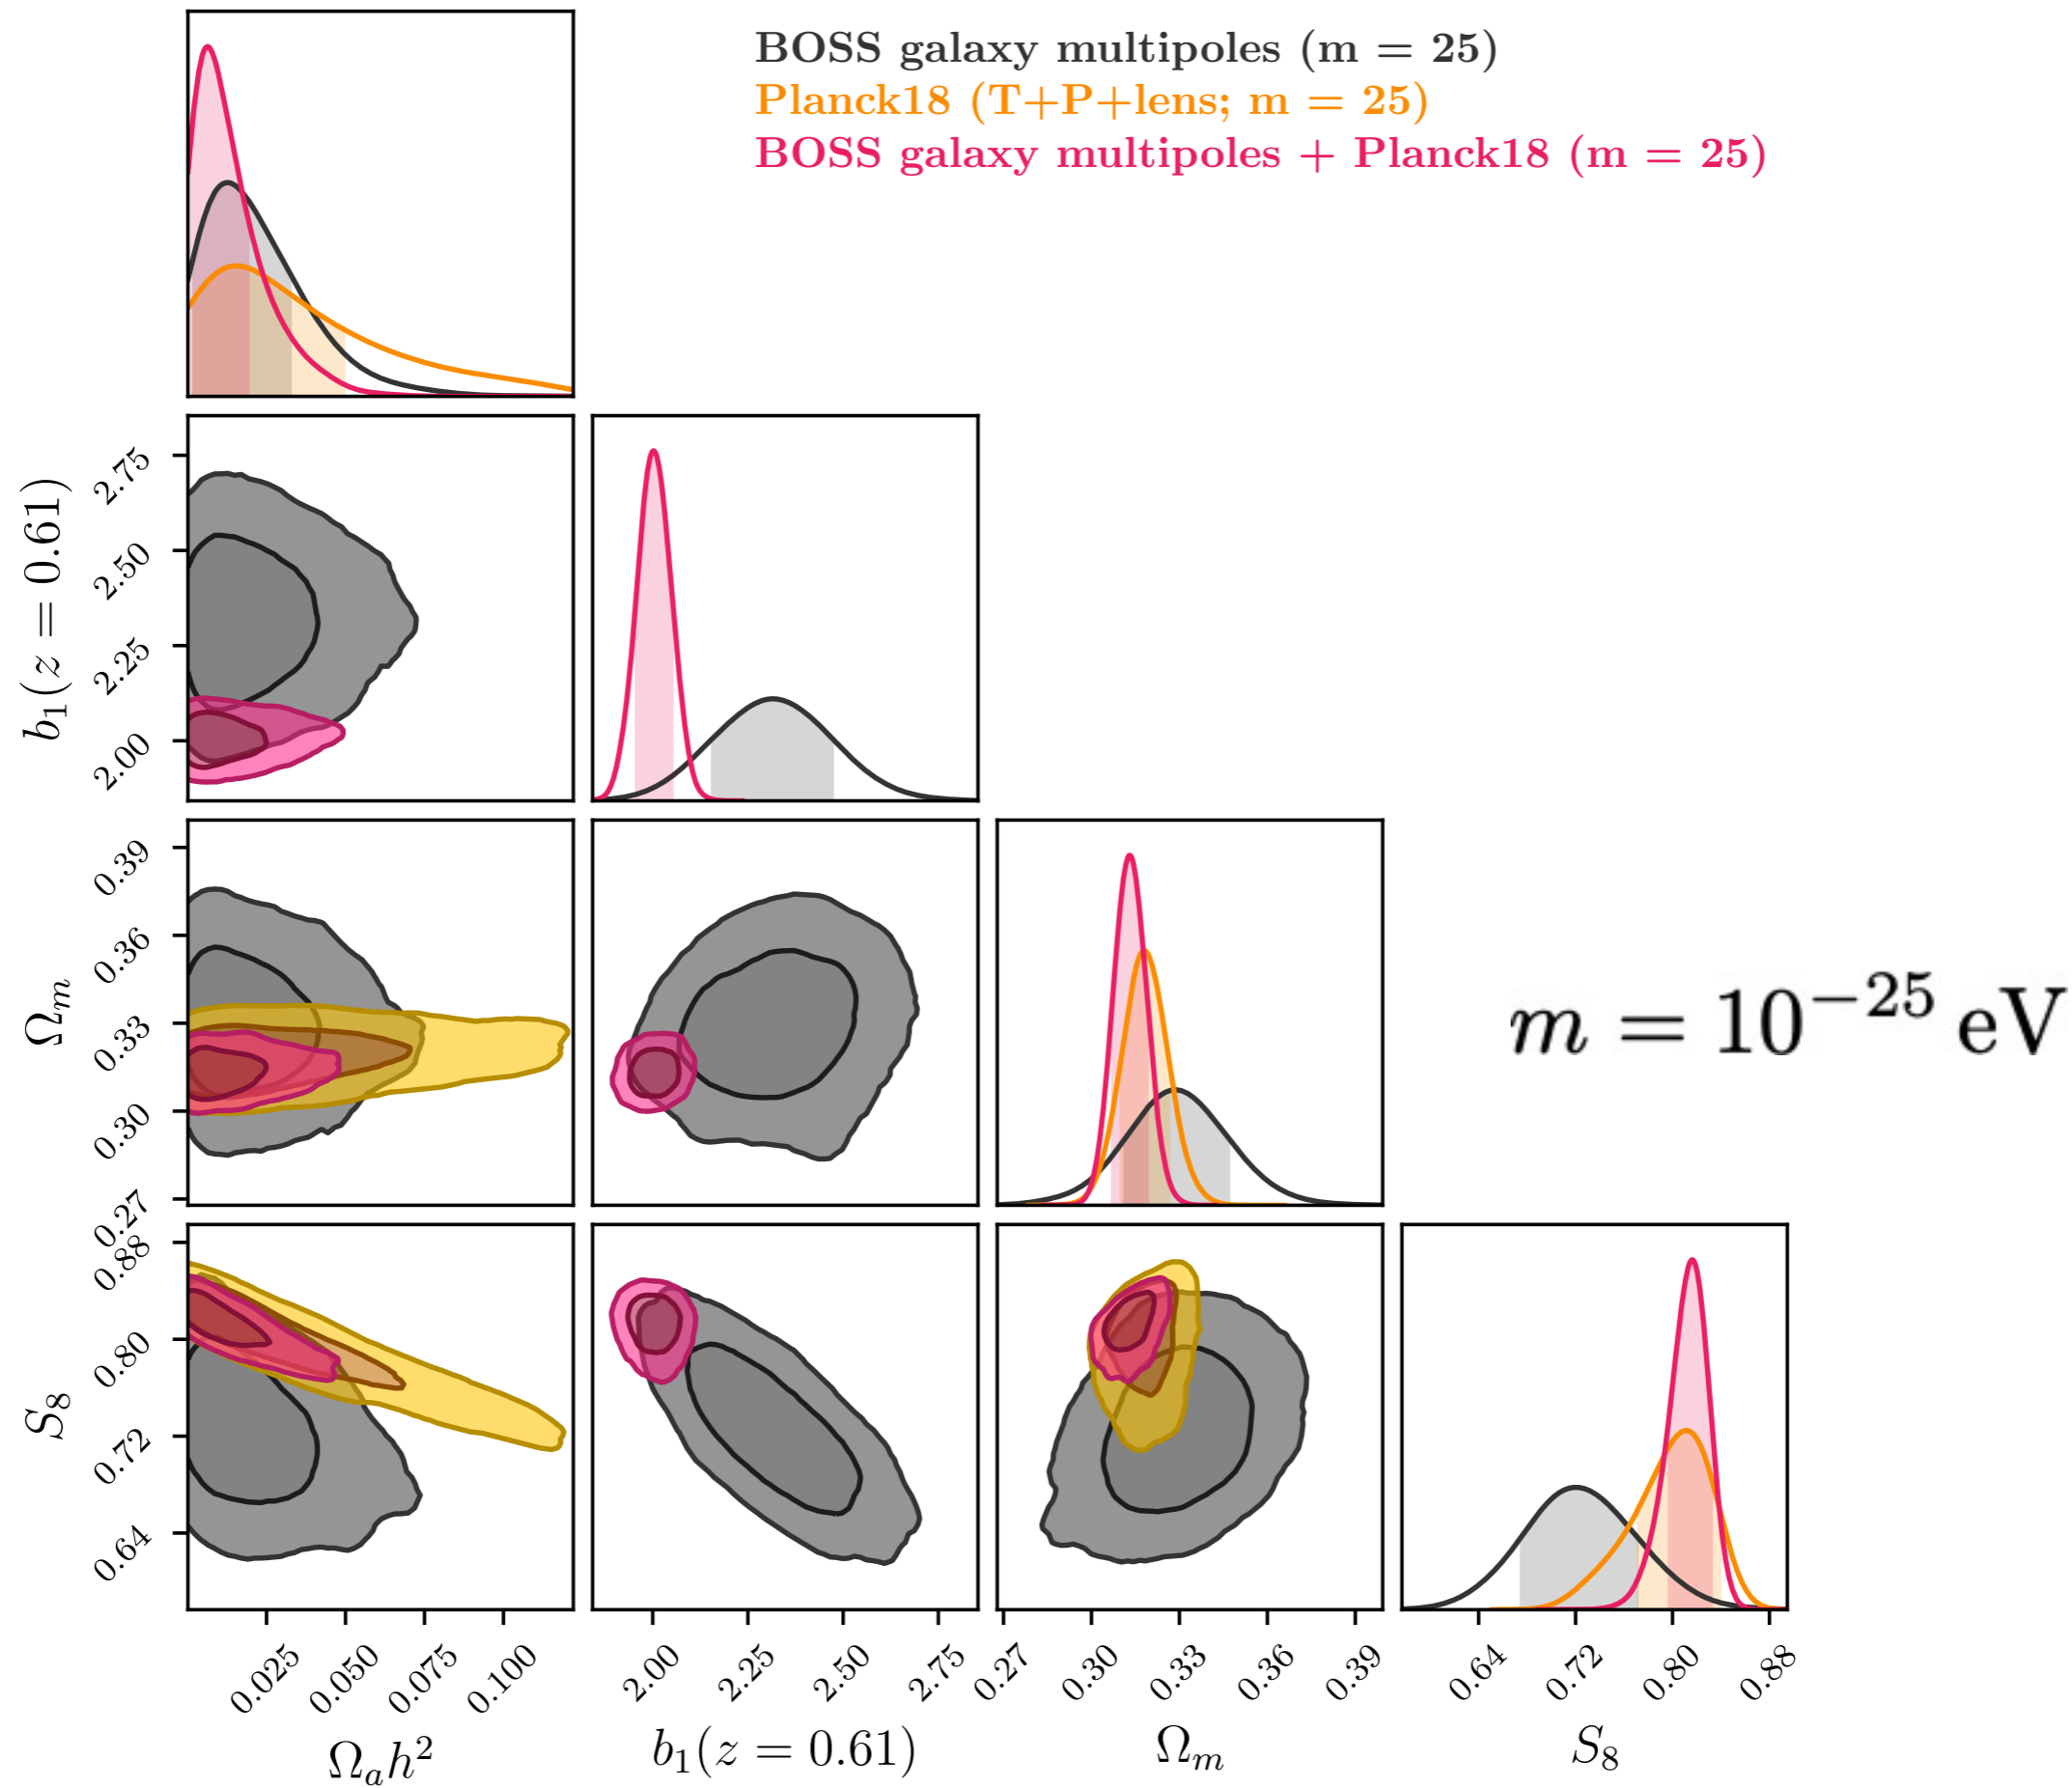 BOSS galaxy multipoles (m = 25)
Planck18 (T+P+lens; m = 25)
BOSS galaxy multipoles + Planck18 (m = 25)
b₁(z = 0.61)
2.75
2.50
2.25
2.00
Ωₘ
0.39
0.36
0.33
0.30
0.27
m = 10⁻²⁵ eV
S₈
0.88
0.80
0.72
0.64
0.025 0.050 0.075 0.100 2.00 2.25 2.50 2.75 0.27 0.30 0.33 0.36 0.39 0.64 0.72 0.80 0.88
Ωₐh² b₁(z = 0.61) Ωₘ S₈